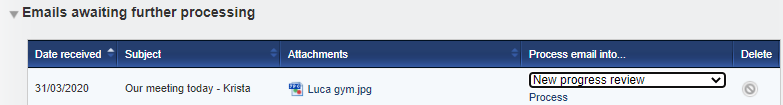 Emails awaiting further processing
Date received Subject Attachments Process email into... Delete
31/03/2020 Our meeting today - Krista Luca gym.jpg New progress review
Process